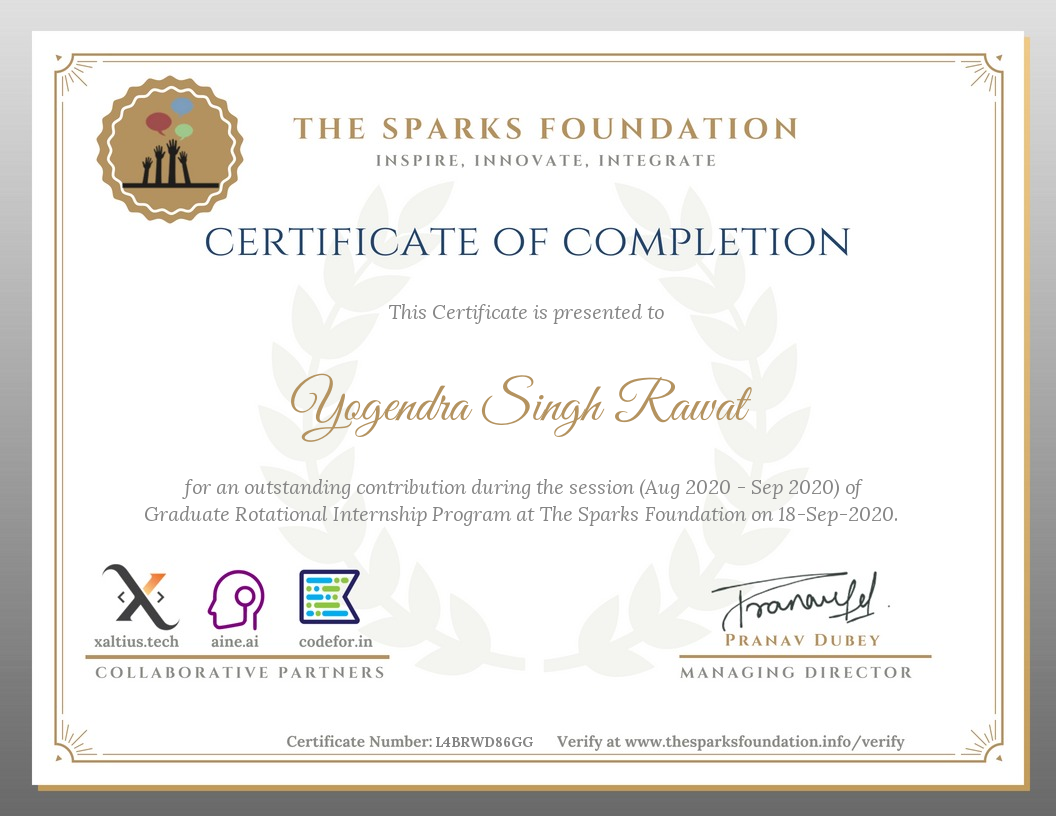 THE SPARKS FOUNDATION
INSPIRE, INNOVATE, INTEGRATE
CERTIFICATE OF COMPLETION
This Certificate is presented to
Yogendra Singh Rawat
for an outstanding contribution during the session (Aug 2020 - Sep 2020) of
Graduate Rotational Internship Program at The Sparks Foundation on 18-Sep-2020.
xaltius.tech aine.ai codefor.in
COLLABORATIVE PARTNERS
PRANAV DUBEY
MANAGING DIRECTOR
Certificate Number: L4BRWD86GG Verify at www.thesparksfoundation.info/verify